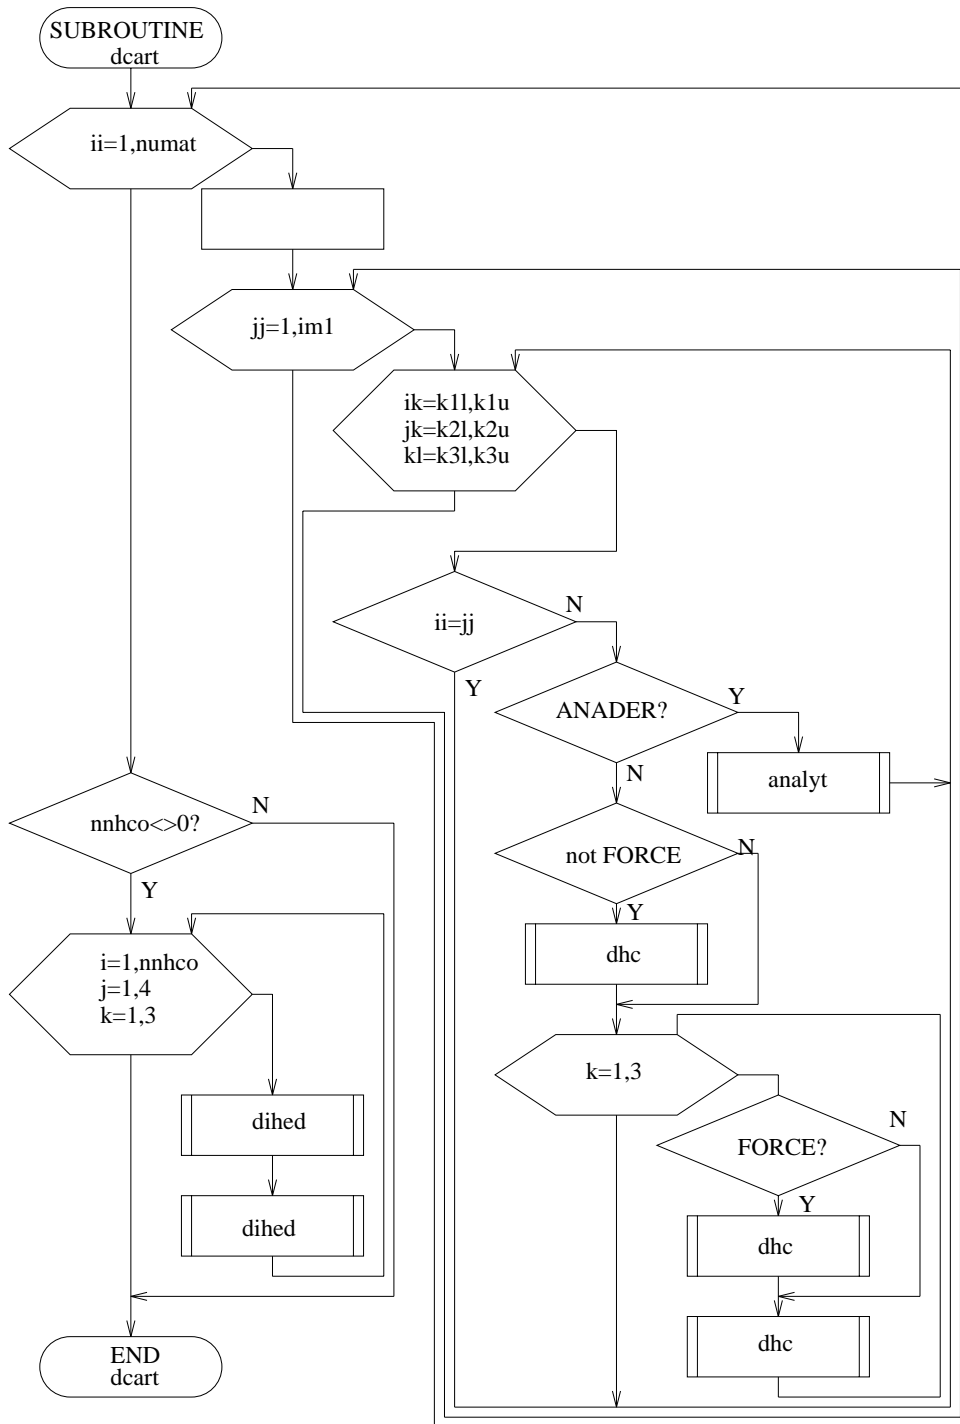 SUBROUTINE
dcart
ii=1,numat
jj=1,im1
ik=k1l,k1u
jk=k2l,k2u
kl=k3l,k3u
ii=jj
N
Y
ANADER?
Y
N
analyt
nnhco<>0?
N
Y
not FORCE
N
Y
dhc
i=1,nnhco
j=1,4
k=1,3
k=1,3
dihed
FORCE?
N
Y
dihed
dhc
dhc
END
dcart